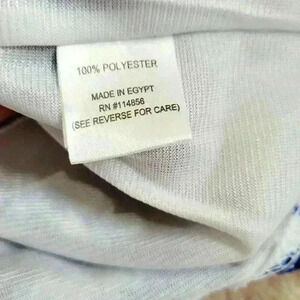 100% POLYESTER
MADE IN EGYPT
RN #114856
(SEE REVERSE FOR CARE)